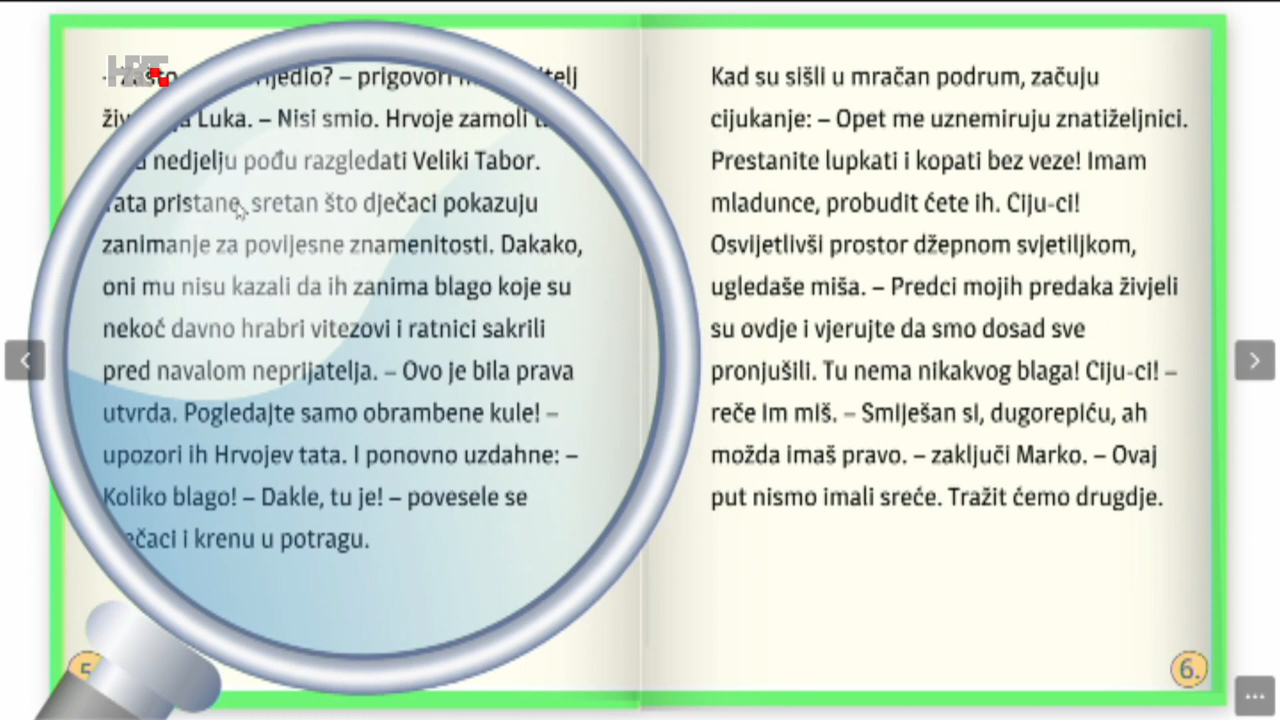 HRT
– Zašto? – prigovori
Luka. – Nisi smio. Hrvoje zamoli
nedjelju pođu razgledati Veliki Tabor.
Tata pristane, sretan što dječaci pokazuju
zanimanje za povijesne znamenitosti. Dakako,
oni mu nisu kazali da ih zanima blago koje su
nekoć davno hrabri vitezovi i ratnici sakrili
pred navalom neprijatelja. – Ovo je bila prava
utvrda. Pogledajte samo obrambene kule! –
upozori ih Hrvojev tata. I ponovno uzdahne: –
Koliko blago! – Dakle, tu je! – povesele se
dječaci i krenu u potragu.
5.
Kad su sišli u mračan podrum, začuju
cijukanje: – Opet me uznemiruju znatiželjnici.
Prestanite lupkati i kopati bez veze! Imam
mladunce, probudit ćete ih. Ciju-ci!
Osvijetlivši prostor džepnom svjetiljkom,
ugledaše miša. – Predci mojih predaka živjeli
su ovdje i vjerujte da smo dosad sve
pronjušili. Tu nema nikakvog blaga! Ciju-ci! –
reče im miš. – Smiješan si, dugorepiću, ah
možda imaš pravo. – zaključi Marko. – Ovaj
put nismo imali sreće. Tražit ćemo drugdje.
6.